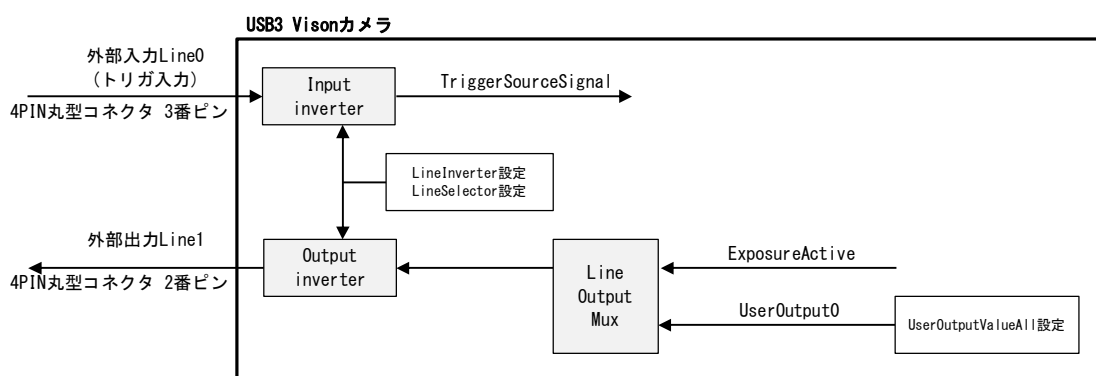 USB3 Visonカメラ
外部入力Line0
(トリガ入力)
4PIN丸型コネクタ 3番ピン
Input
inverter
TriggerSourceSignal
LineInverter設定
LineSelector設定
外部出力Line1
4PIN丸型コネクタ 2番ピン
Output
inverter
Line
Output
Mux
ExposureActive
UserOutput0
UserOutputValueAll設定